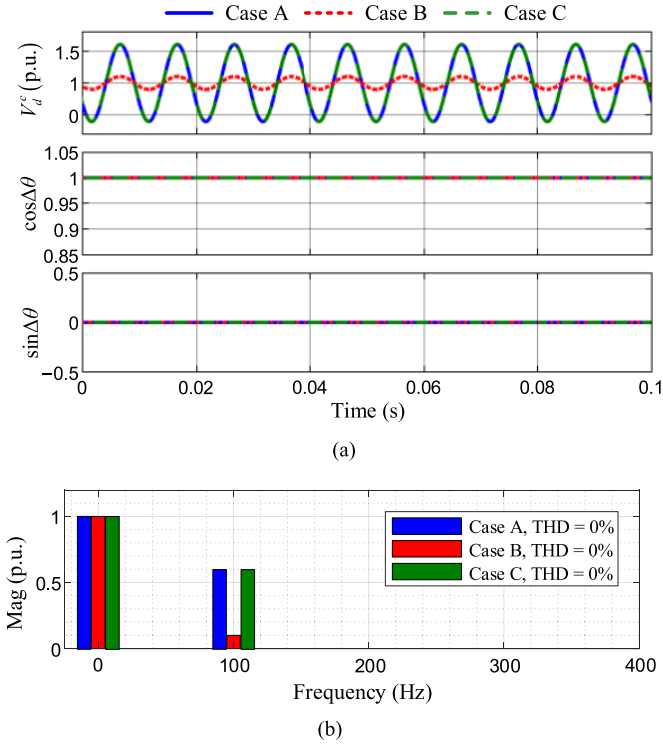 Case A Case B Case C
V_d^c (p.u.)
1.5
1
0
cosΔθ
1.05
1
0.95
0.9
0.85
sinΔθ
0.5
0
−0.5
0 0.02 0.04 0.06 0.08 0.1
Time (s)
(a)
Mag (p.u.)
1
0.5
0
Case A, THD = 0%
Case B, THD = 0%
Case C, THD = 0%
0 100 200 300 400
Frequency (Hz)
(b)